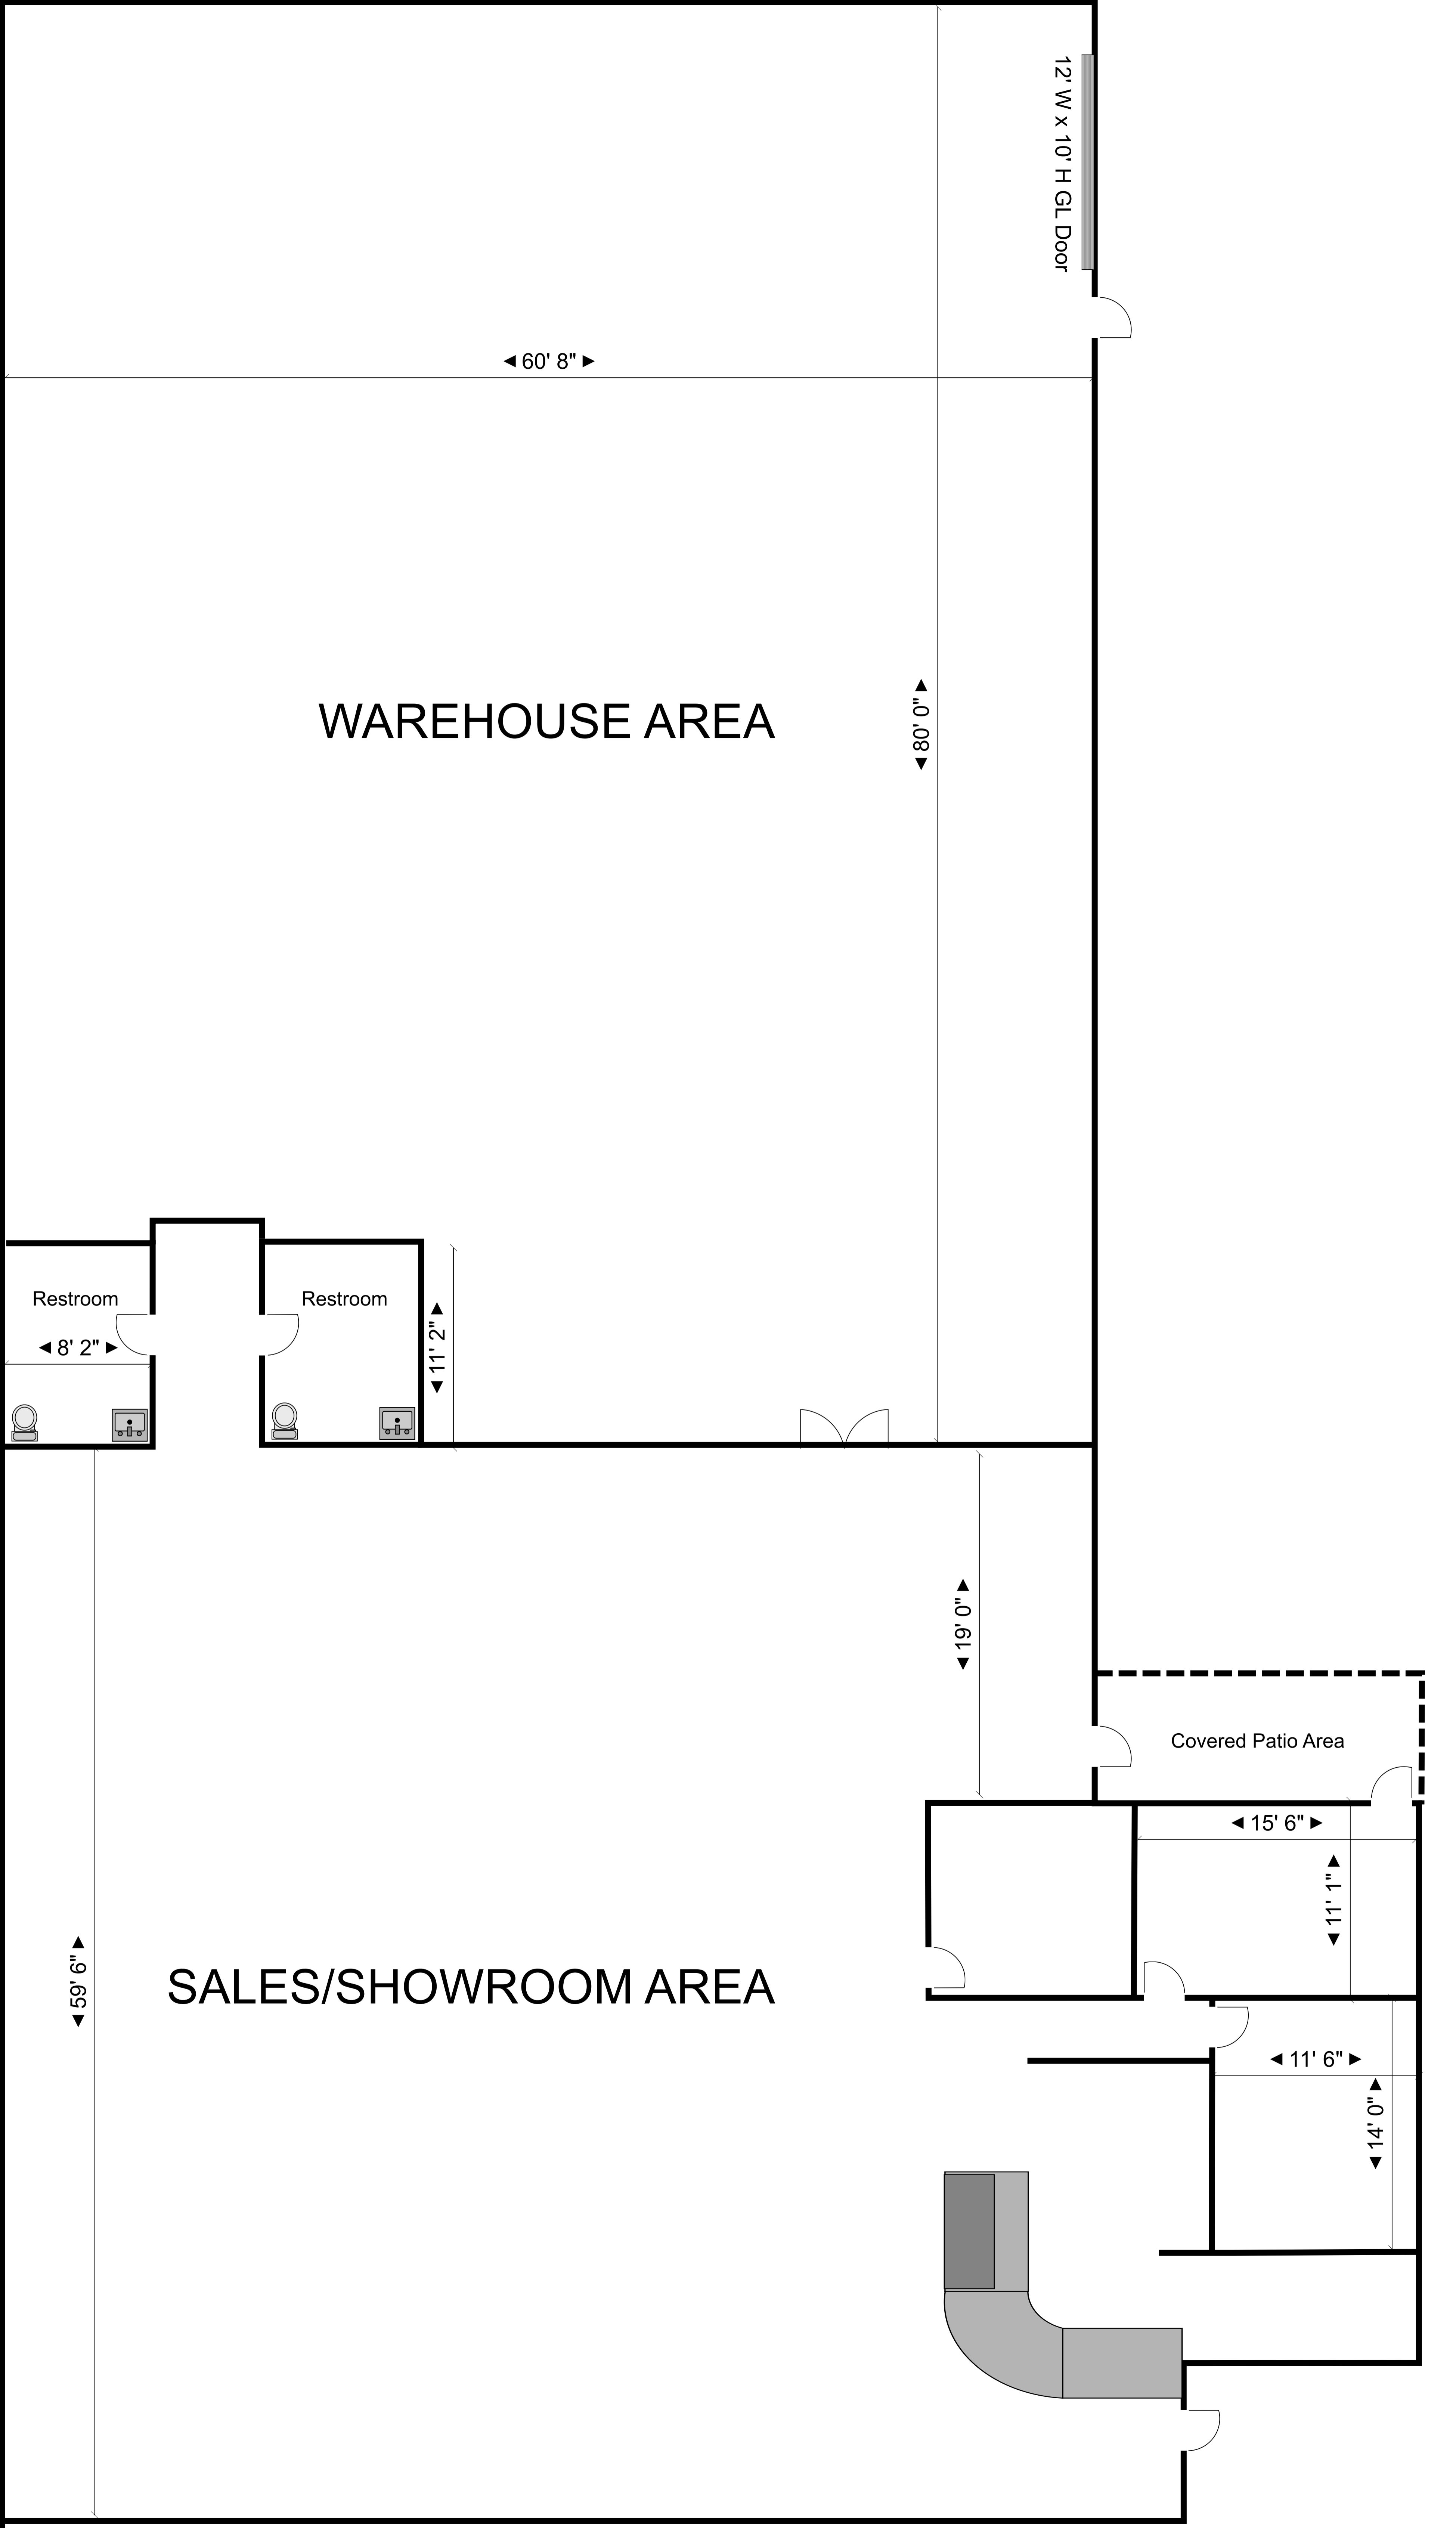 12' W x 10' H GL Door
60' 8"
WAREHOUSE AREA
80' 0"
Restroom
Restroom
8' 2"
11' 2"
19' 0"
Covered Patio Area
15' 6"
11' 1"
SALES/SHOWROOM AREA
59' 6"
11' 6"
14' 0"